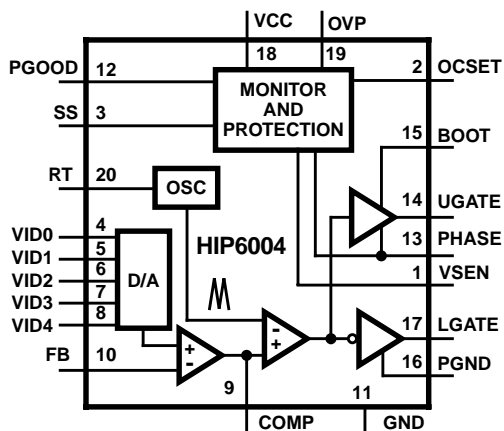 VCC OVP
18 19
PGOOD 12
2 OCSET
MONITOR
AND
PROTECTION
SS 3
15 BOOT
RT 20
OSC
14 UGATE
13 PHASE
VID0 4
VID1 5
VID2 6
VID3 7
VID4 8
D/A
HIP6004
1 VSEN
17 LGATE
+
-
-
+
FB 10
16 PGND
9
11
COMP
GND